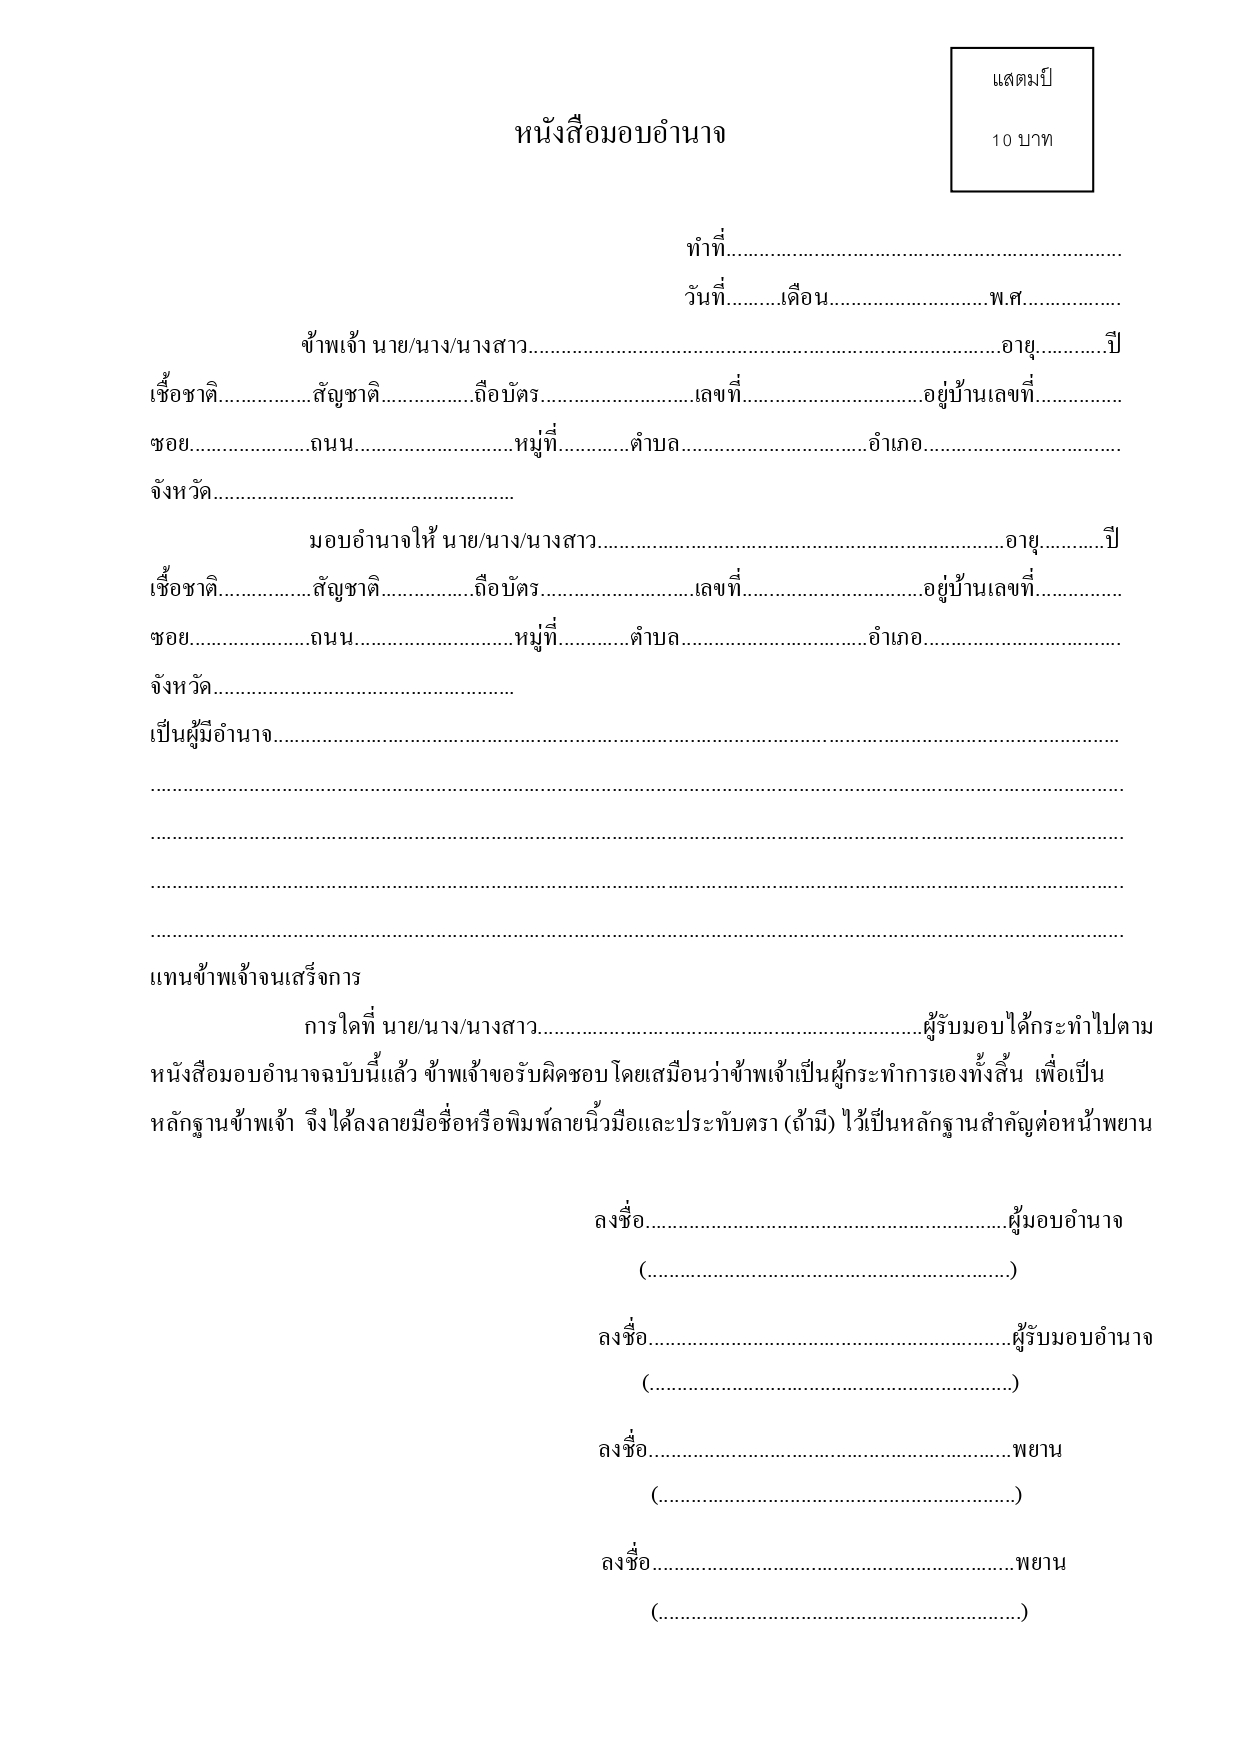 แสตมป์
10 บาท
หนังสือมอบอำนาจ
ทำที่........................................................................
วันที่..........เดือน.............................พ.ศ..................
ข้าพเจ้า นาย/นาง/นางสาว......................................................................................อายุ.............ปี
เชื้อชาติ.................สัญชาติ.................ถือบัตร............................เลขที่.................................อยู่บ้านเลขที่................
ซอย......................ถนน.............................หมู่ที่.............ตำบล..................................อำเภอ....................................
จังหวัด.......................................................
มอบอำนาจให้ นาย/นาง/นางสาว..........................................................................อายุ............ปี
เชื้อชาติ.................สัญชาติ.................ถือบัตร............................เลขที่.................................อยู่บ้านเลขที่................
ซอย......................ถนน.............................หมู่ที่.............ตำบล..................................อำเภอ....................................
จังหวัด.......................................................
เป็นผู้มีอำนาจ..........................................................................................................................................................
.................................................................................................................................................................................
.................................................................................................................................................................................
.................................................................................................................................................................................
.................................................................................................................................................................................
แทนข้าพเจ้าจนเสร็จการ
การใดที่ นาย/นาง/นางสาว......................................................................ผู้รับมอบได้กระทำไปตาม
หนังสือมอบอำนาจฉบับนี้แล้ว ข้าพเจ้าขอรับผิดชอบโดยเสมือนว่าข้าพเจ้าเป็นผู้กระทำการเองทั้งสิ้น เพื่อเป็น
หลักฐานข้าพเจ้า จึงได้ลงลายมือชื่อหรือพิมพ์ลายนิ้วมือและประทับตรา (ถ้ามี) ไว้เป็นหลักฐานสำคัญต่อหน้าพยาน
ลงชื่อ..................................................................ผู้มอบอำนาจ
(..................................................................)
ลงชื่อ..................................................................ผู้รับมอบอำนาจ
(..................................................................)
ลงชื่อ..................................................................พยาน
(.................................................................)
ลงชื่อ..................................................................พยาน
(..................................................................)